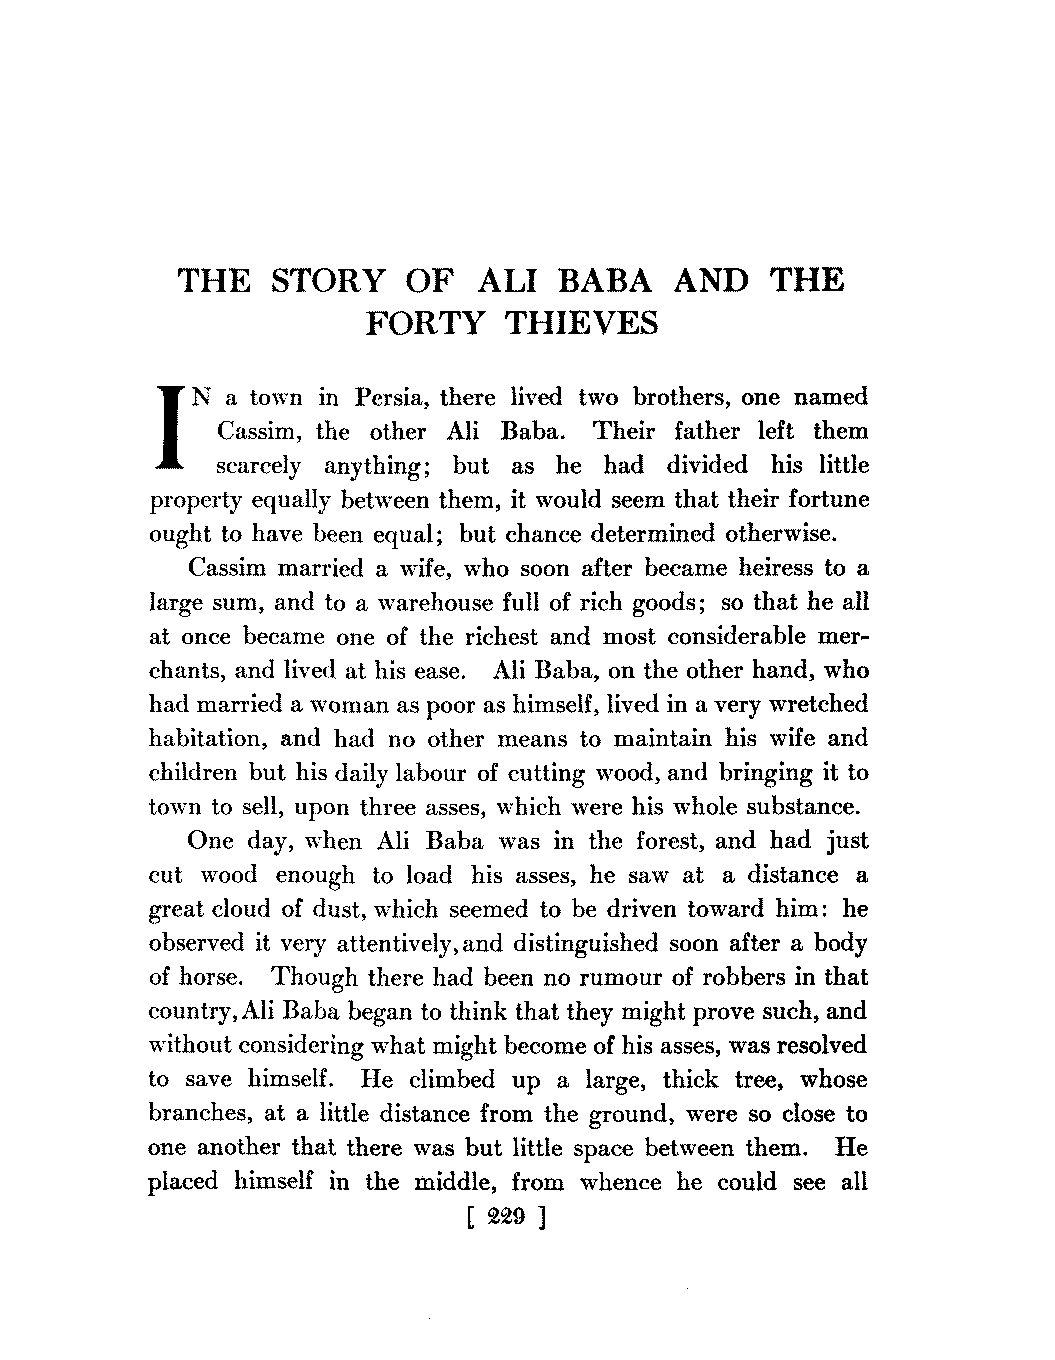 THE STORY OF ALI BABA AND THE
FORTY THIEVES
IN a town in Persia, there lived two brothers, one named
Cassim, the other Ali Baba. Their father left them
scarcely anything; but as he had divided his little
property equally between them, it would seem that their fortune
ought to have been equal; but chance determined otherwise.
Cassim married a wife, who soon after became heiress to a
large sum, and to a warehouse full of rich goods; so that he all
at once became one of the richest and most considerable mer-
chants, and lived at his ease. Ali Baba, on the other hand, who
had married a woman as poor as himself, lived in a very wretched
habitation, and had no other means to maintain his wife and
children but his daily labour of cutting wood, and bringing it to
town to sell, upon three asses, which were his whole substance.
One day, when Ali Baba was in the forest, and had just
cut wood enough to load his asses, he saw at a distance a
great cloud of dust, which seemed to be driven toward him: he
observed it very attentively, and distinguished soon after a body
of horse. Though there had been no rumour of robbers in that
country, Ali Baba began to think that they might prove such, and
without considering what might become of his asses, was resolved
to save himself. He climbed up a large, thick tree, whose
branches, at a little distance from the ground, were so close to
one another that there was but little space between them. He
placed himself in the middle, from whence he could see all
[ 229 ]